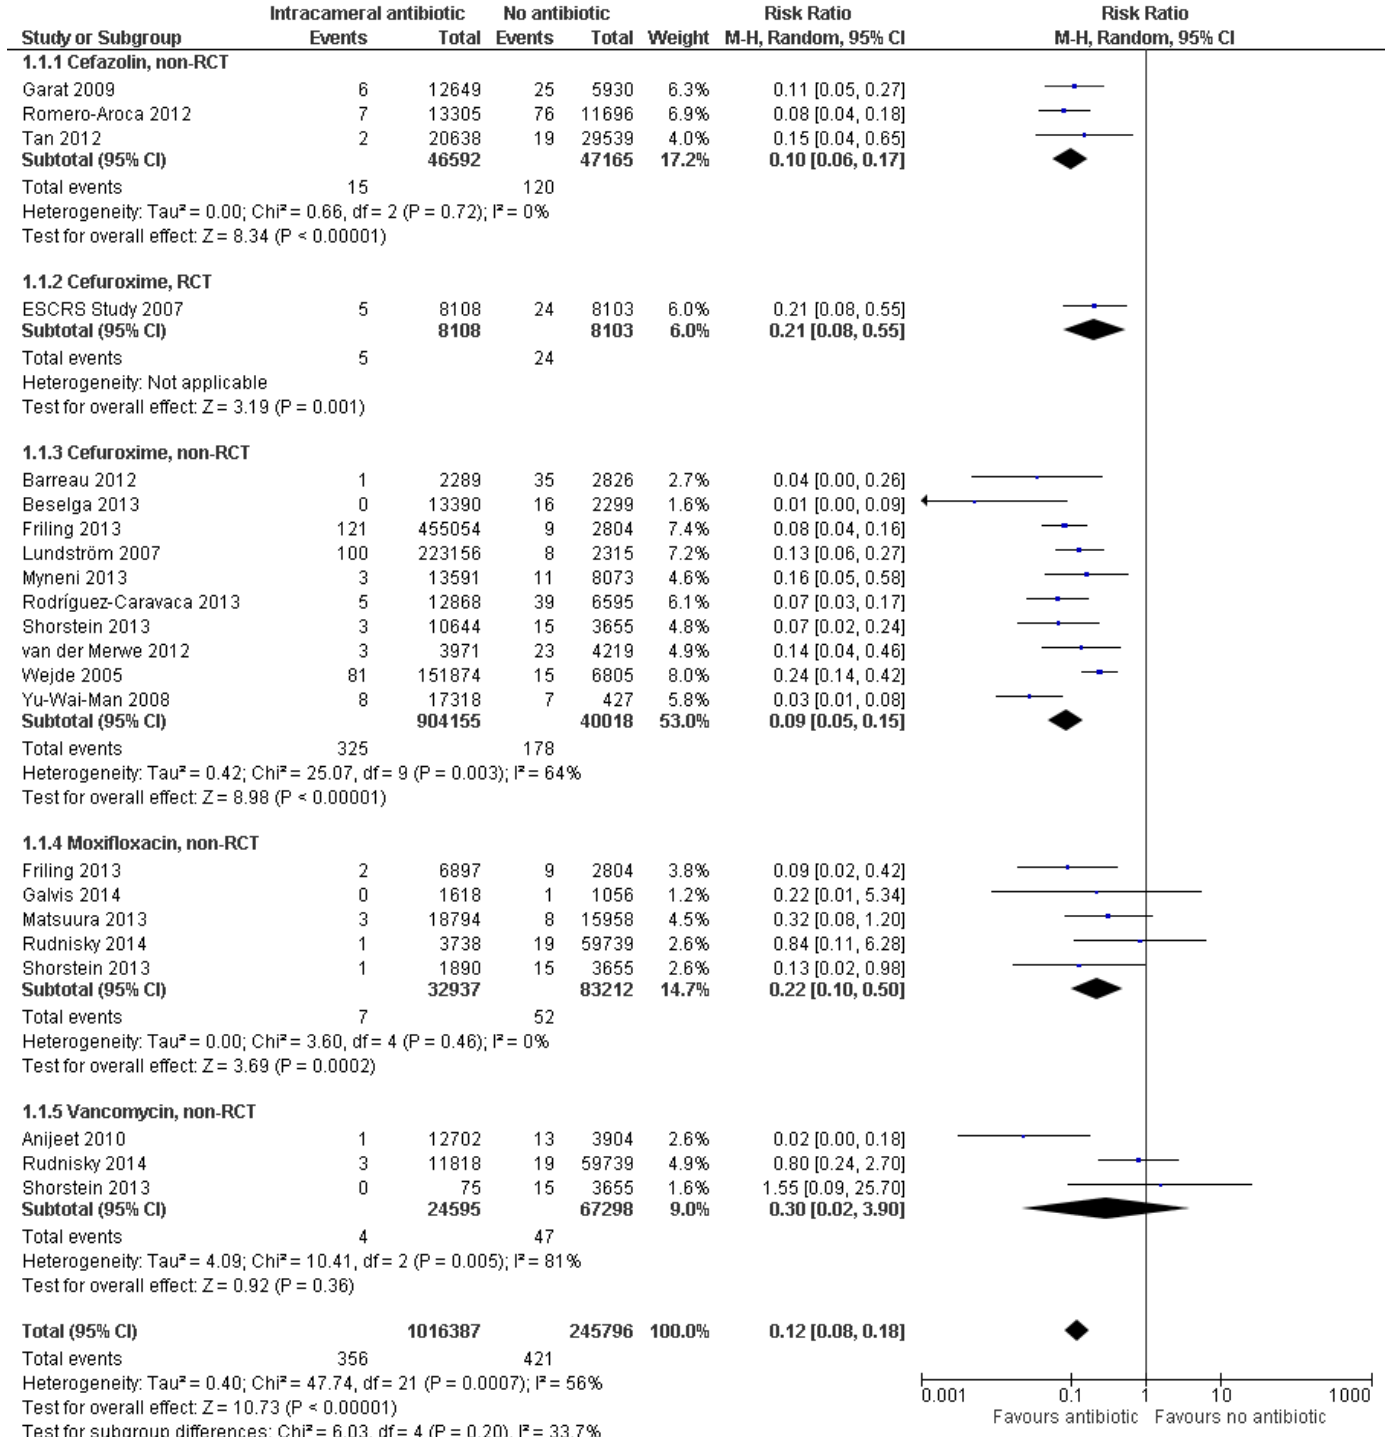 Intracameral antibiotic No antibiotic Risk Ratio Risk Ratio
Study or Subgroup Events Total Events Total Weight M-H, Random, 95% CI M-H, Random, 95% CI
1.1.1 Cefazolin, non-RCT
Garat 2009 6 12649 25 5930 6.3% 0.11 [0.05, 0.27]
Romero-Aroca 2012 7 13305 76 11696 6.9% 0.08 [0.04, 0.18]
Tan 2012 2 20638 19 29539 4.0% 0.15 [0.04, 0.65]
Subtotal (95% CI) 46592 47165 17.2% 0.10 [0.06, 0.17]
Total events 15 120
Heterogeneity: Tau² = 0.00; Chi² = 0.66, df = 2 (P = 0.72); I² = 0%
Test for overall effect: Z = 8.34 (P < 0.00001)
1.1.2 Cefuroxime, RCT
ESCRS Study 2007 5 8108 24 8103 6.0% 0.21 [0.08, 0.55]
Subtotal (95% CI) 8108 8103 6.0% 0.21 [0.08, 0.55]
Total events 5 24
Heterogeneity: Not applicable
Test for overall effect: Z = 3.19 (P = 0.001)
1.1.3 Cefuroxime, non-RCT
Barreau 2012 1 2289 35 2826 2.7% 0.04 [0.00, 0.26]
Beselga 2013 0 13390 16 2299 1.6% 0.01 [0.00, 0.09]
Friling 2013 121 455054 9 2804 7.4% 0.08 [0.04, 0.16]
Lundström 2007 100 223156 8 2315 7.2% 0.13 [0.06, 0.27]
Myneni 2013 3 13591 11 8073 4.6% 0.16 [0.05, 0.58]
Rodríguez-Caravaca 2013 5 12868 39 6595 6.1% 0.07 [0.03, 0.17]
Shorstein 2013 3 10644 15 3655 4.8% 0.07 [0.02, 0.24]
van der Merwe 2012 3 3971 23 4219 4.9% 0.14 [0.04, 0.46]
Wejde 2005 81 151874 15 6805 8.0% 0.24 [0.14, 0.42]
Yu-Wai-Man 2008 8 17318 7 427 5.8% 0.03 [0.01, 0.08]
Subtotal (95% CI) 904155 40018 53.0% 0.09 [0.05, 0.15]
Total events 325 178
Heterogeneity: Tau² = 0.42; Chi² = 25.07, df = 9 (P = 0.003); I² = 64%
Test for overall effect: Z = 8.98 (P < 0.00001)
1.1.4 Moxifloxacin, non-RCT
Friling 2013 2 6897 9 2804 3.8% 0.09 [0.02, 0.42]
Galvis 2014 0 1618 1 1056 1.2% 0.22 [0.01, 5.34]
Matsuura 2013 3 18794 8 15958 4.5% 0.32 [0.08, 1.20]
Rudnisky 2014 1 3738 19 59739 2.6% 0.84 [0.11, 6.28]
Shorstein 2013 1 1890 15 3655 2.6% 0.13 [0.02, 0.98]
Subtotal (95% CI) 32937 83212 14.7% 0.22 [0.10, 0.50]
Total events 7 52
Heterogeneity: Tau² = 0.00; Chi² = 3.60, df = 4 (P = 0.46); I² = 0%
Test for overall effect: Z = 3.69 (P = 0.0002)
1.1.5 Vancomycin, non-RCT
Anijeet 2010 1 12702 13 3904 2.6% 0.02 [0.00, 0.18]
Rudnisky 2014 3 11818 19 59739 4.9% 0.80 [0.24, 2.70]
Shorstein 2013 0 75 15 3655 1.6% 1.55 [0.09, 25.70]
Subtotal (95% CI) 24595 67298 9.0% 0.30 [0.02, 3.90]
Total events 4 47
Heterogeneity: Tau² = 4.09; Chi² = 10.41, df = 2 (P = 0.005); I² = 81%
Test for overall effect: Z = 0.92 (P = 0.36)
Total (95% CI) 1016387 245796 100.0% 0.12 [0.08, 0.18]
Total events 356 421
Heterogeneity: Tau² = 0.40; Chi² = 47.74, df = 21 (P = 0.0007); I² = 56%
Test for overall effect: Z = 10.73 (P < 0.00001)
Test for subgroup differences: Chi² = 6.03, df = 4 (P = 0.20), I² = 33.7%
0.001 0.1 1 10 1000
Favours antibiotic Favours no antibiotic